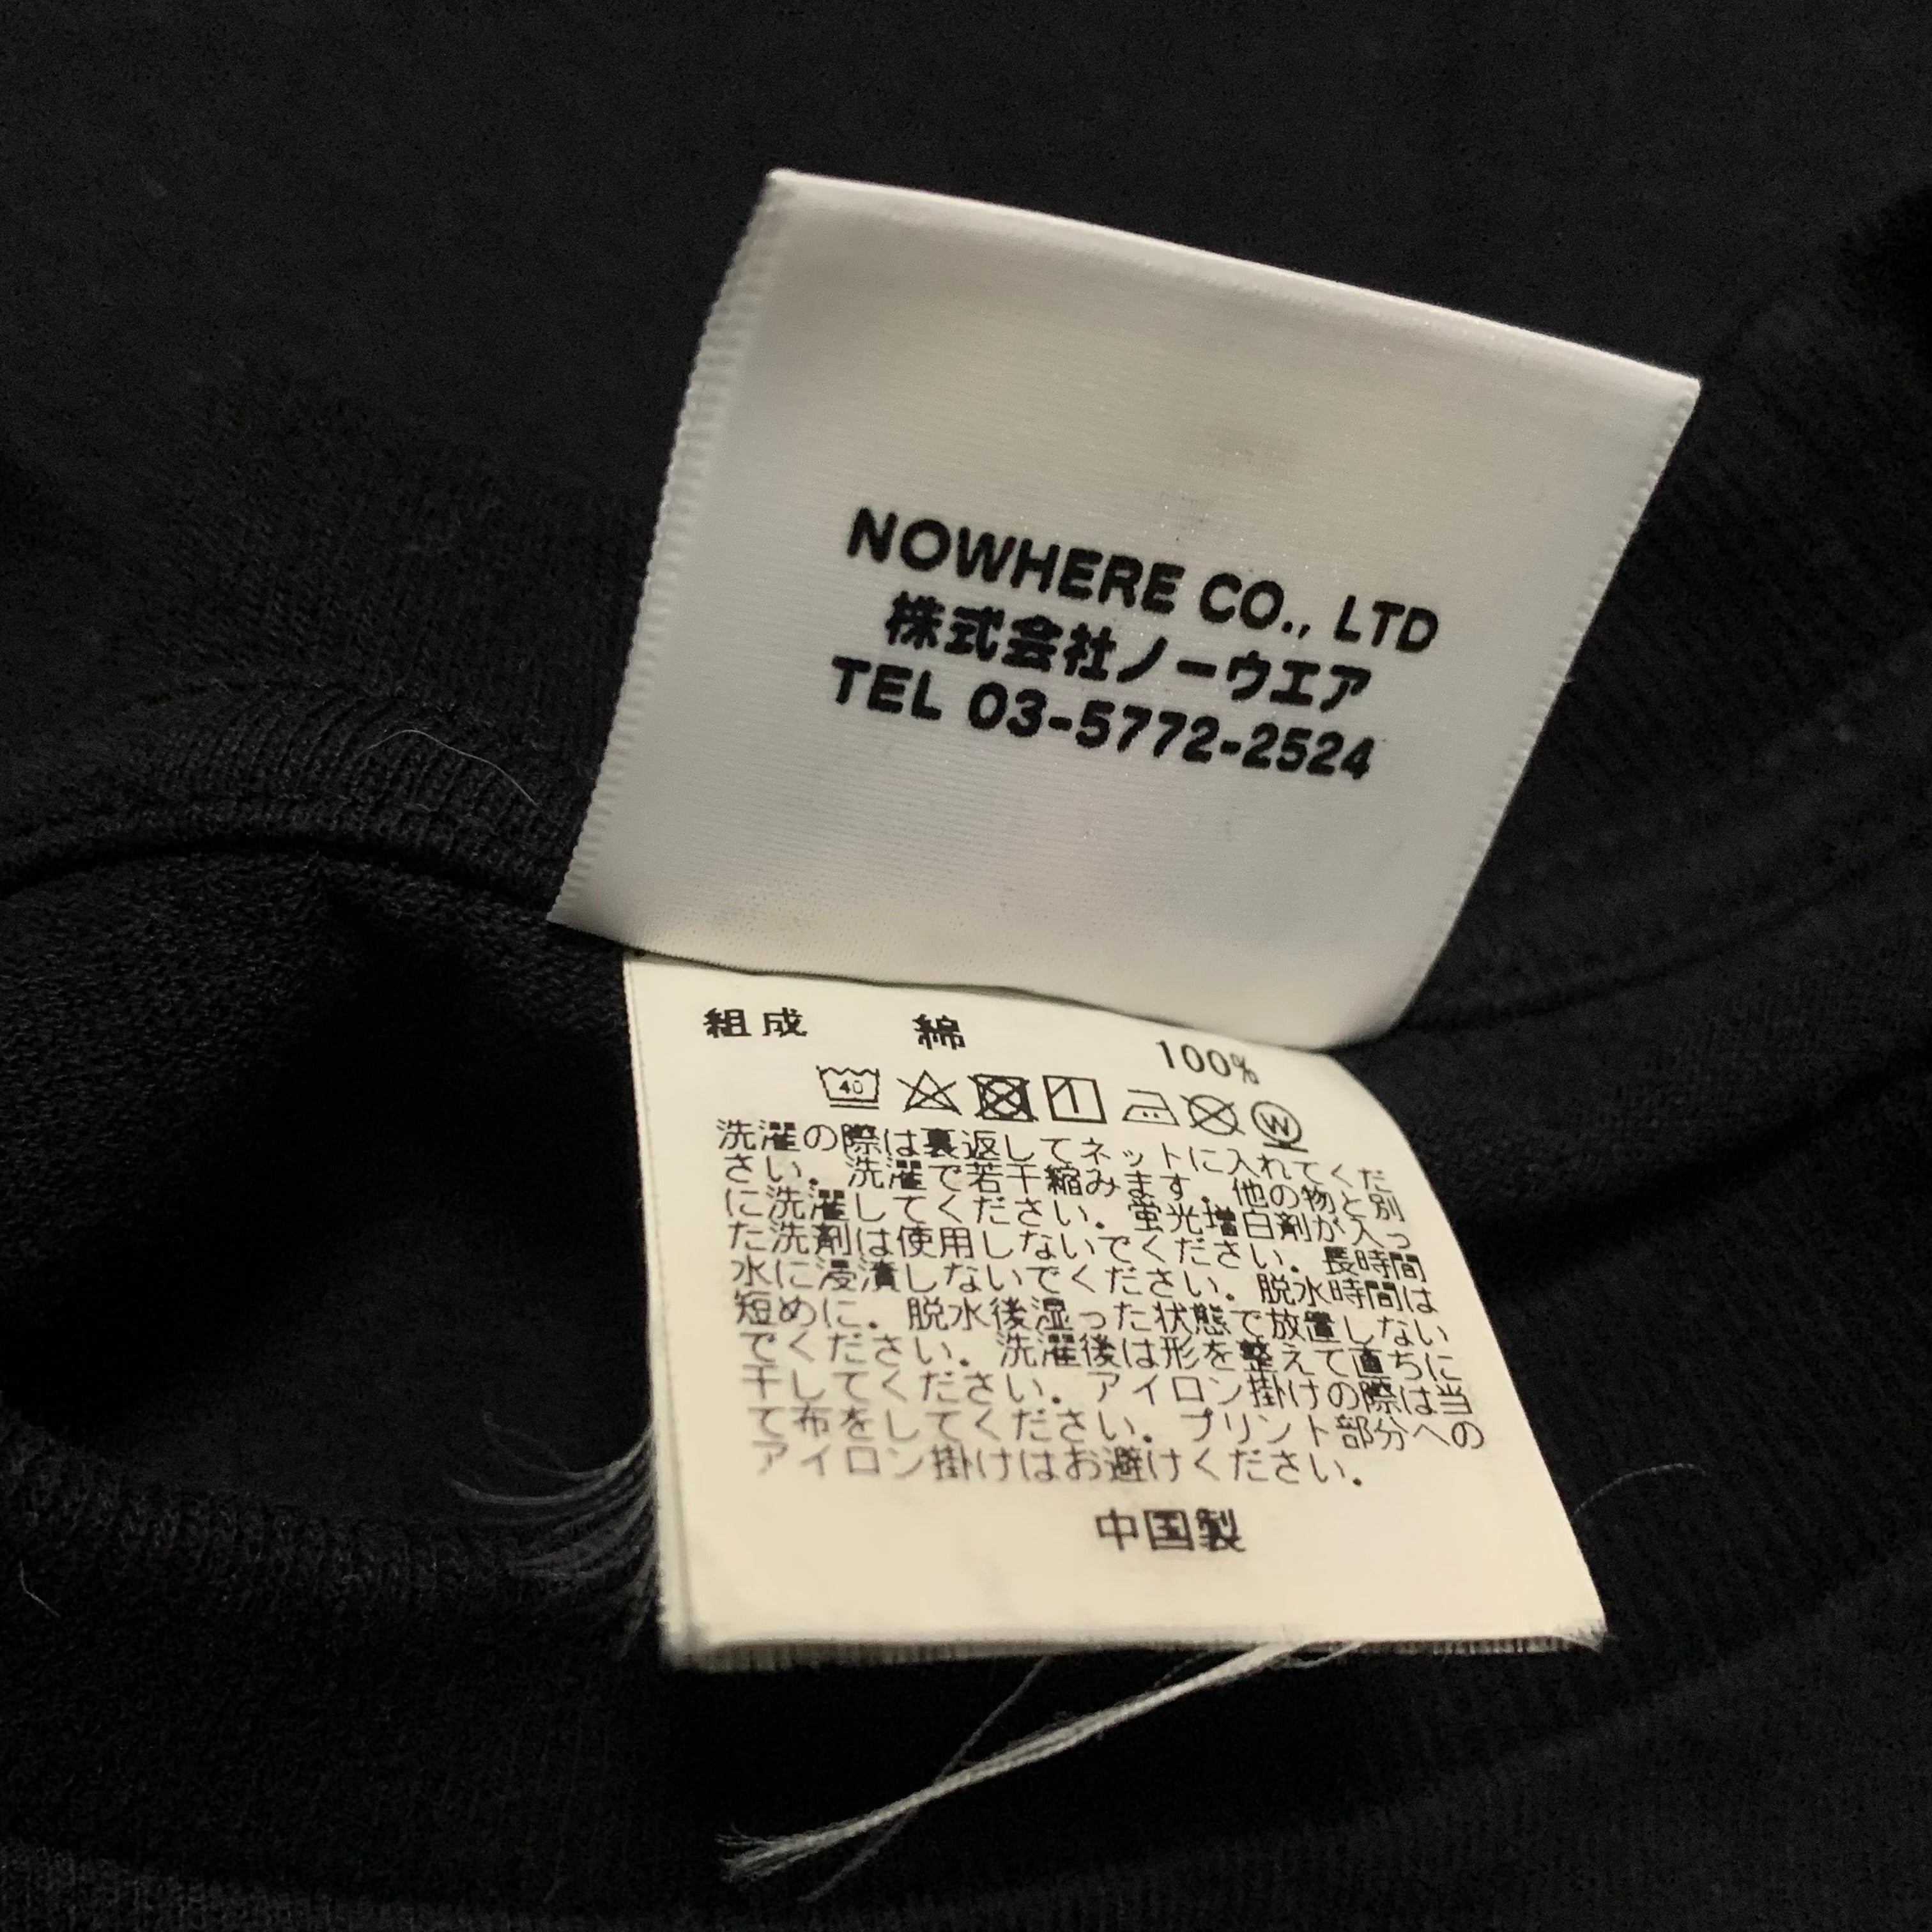 NOWHERE CO., LTD
株式会社ノーウエア
TEL 03-5772-2524
組成 綿 100%
40 W
洗濯の際は裏返してネットに入れてくだ
さい。洗濯で若干縮みます。他の物と別
に洗濯してください。蛍光増白剤が入っ
た洗剤は使用しないでください。長時間
水に浸漬しないでください。脱水時間は
短めに。脱水後湿った状態で放置しない
でください。洗濯後は形を整えて直ちに
干してください。アイロン掛けの際は当
て布をしてください。プリント部分への
アイロン掛けはお避けください。
中国製